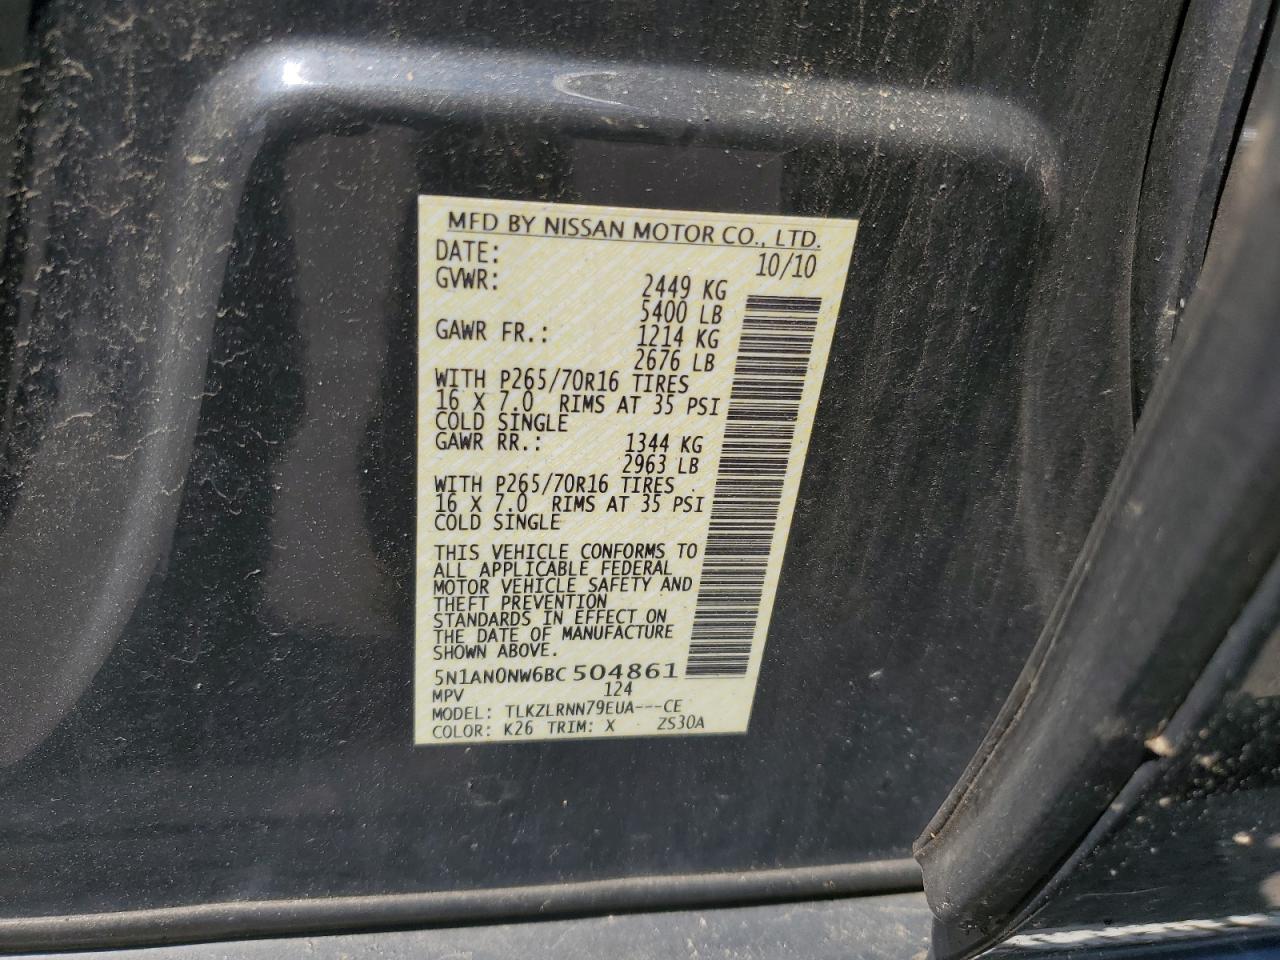 MFD BY NISSAN MOTOR CO., LTD.
DATE: 10/10
GVWR: 2449 KG
5400 LB
GAWR FR.: 1214 KG
2676 LB
WITH P265/70R16 TIRES
16 X 7.0 RIMS AT 35 PSI
COLD SINGLE
GAWR RR.: 1344 KG
2963 LB
WITH P265/70R16 TIRES
16 X 7.0 RIMS AT 35 PSI
COLD SINGLE
THIS VEHICLE CONFORMS TO
ALL APPLICABLE FEDERAL
MOTOR VEHICLE SAFETY AND
THEFT PREVENTION
STANDARDS IN EFFECT ON
THE DATE OF MANUFACTURE
SHOWN ABOVE.
5N1AN0NW6BC504861
MPV 124
MODEL: TLKZLRNN79EUA---CE
COLOR: K26 TRIM: X ZS30A